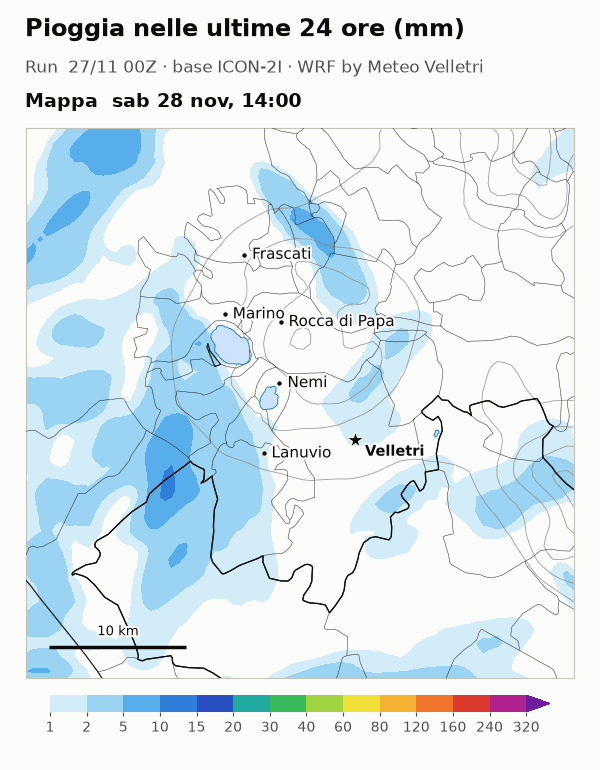 Pioggia nelle ultime 24 ore (mm)
Run  27/11 00Z · base ICON-2I · WRF by Meteo Velletri
Mappa  sab 28 nov, 14:00
Frascati
Marino
Rocca di Papa
Nemi
Velletri
Lanuvio
10 km
1 2 5 10 15 20 30 40 60 80 120 160 240 320